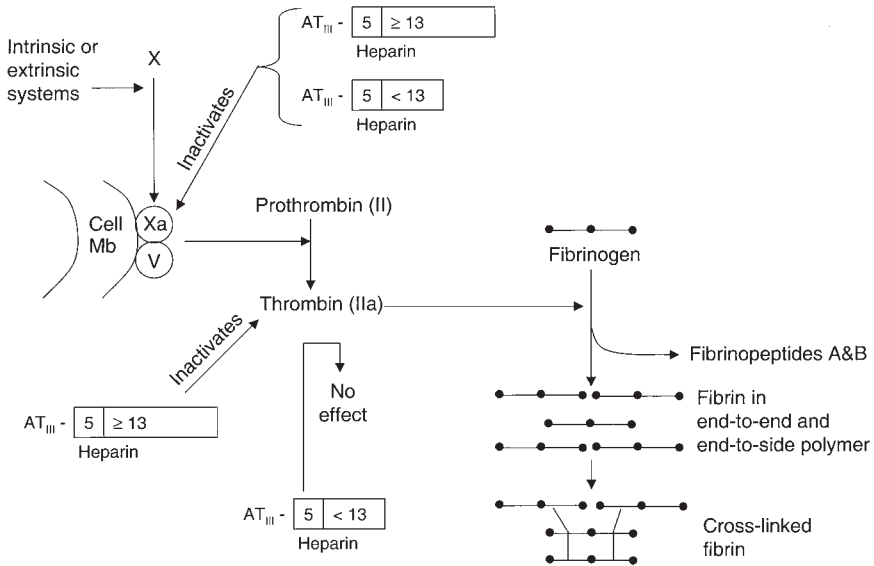 Intrinsic or
extrinsic
systems
X
AT_III - 5 ≥ 13
Heparin
AT_III - 5 < 13
Heparin
Inactivates
Cell
Mb
Xa
V
Prothrombin (II)
Thrombin (IIa)
Fibrinogen
Fibrinopeptides A&B
Inactivates
No
effect
AT_III - 5 ≥ 13
Heparin
AT_III - 5 < 13
Heparin
Fibrin in
end-to-end and
end-to-side polymer
Cross-linked
fibrin